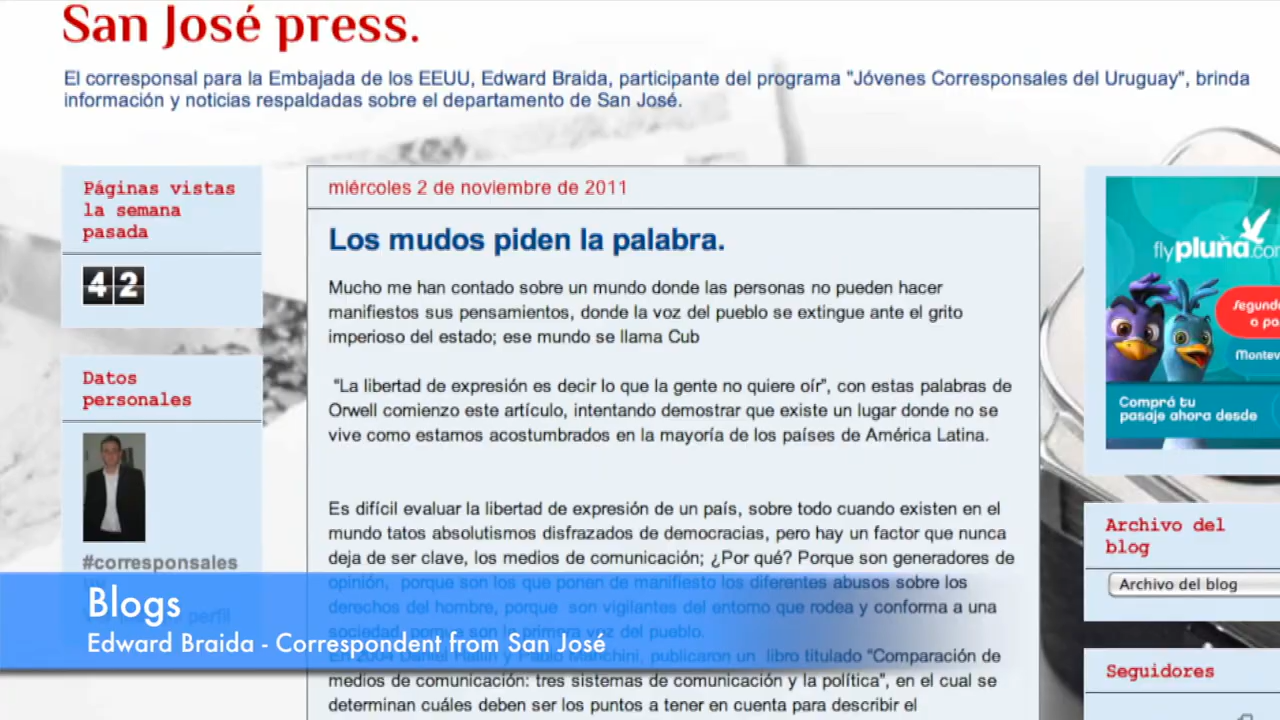 San José press.
El corresponsal para la Embajada de los EEUU, Edward Braida, participante del programa "Jóvenes Corresponsales del Uruguay", brinda
información y noticias respaldadas sobre el departamento de San José.
Páginas vistas
la semana
pasada
42
Datos
personales
#corresponsales
perfil
miércoles 2 de noviembre de 2011
Los mudos piden la palabra.
Mucho me han contado sobre un mundo donde las personas no pueden hacer
manifiestos sus pensamientos, donde la voz del pueblo se extingue ante el grito
imperioso del estado; ese mundo se llama Cub
“La libertad de expresión es decir lo que la gente no quiere oír”, con estas palabras de
Orwell comienzo este artículo, intentando demostrar que existe un lugar donde no se
vive como estamos acostumbrados en la mayoría de los países de América Latina.
Es difícil evaluar la libertad de expresión de un país, sobre todo cuando existen en el
mundo tatos absolutismos disfrazados de democracias, pero hay un factor que nunca
deja de ser clave, los medios de comunicación; ¿Por qué? Porque son generadores de
opinión, porque son los que ponen de manifiesto los diferentes abusos sobre los
derechos del hombre, porque son vigilantes del entorno que rodea y conforma a una
sociedad, porque son la primera voz del pueblo.
En 2004 Daniel Hallin y Pablo Manchini, publicaron un libro titulado “Comparación de
medios de comunicación: tres sistemas de comunicación y la política”, en el cual se
determinan cuáles deben ser los puntos a tener en cuenta para describir el
flypluna.com
Segundo
a pa
Montev
Comprá tu
pasaje ahora desde
Archivo del
blog
Archivo del blog
Seguidores
Blogs
Edward Braida - Correspondent from San José